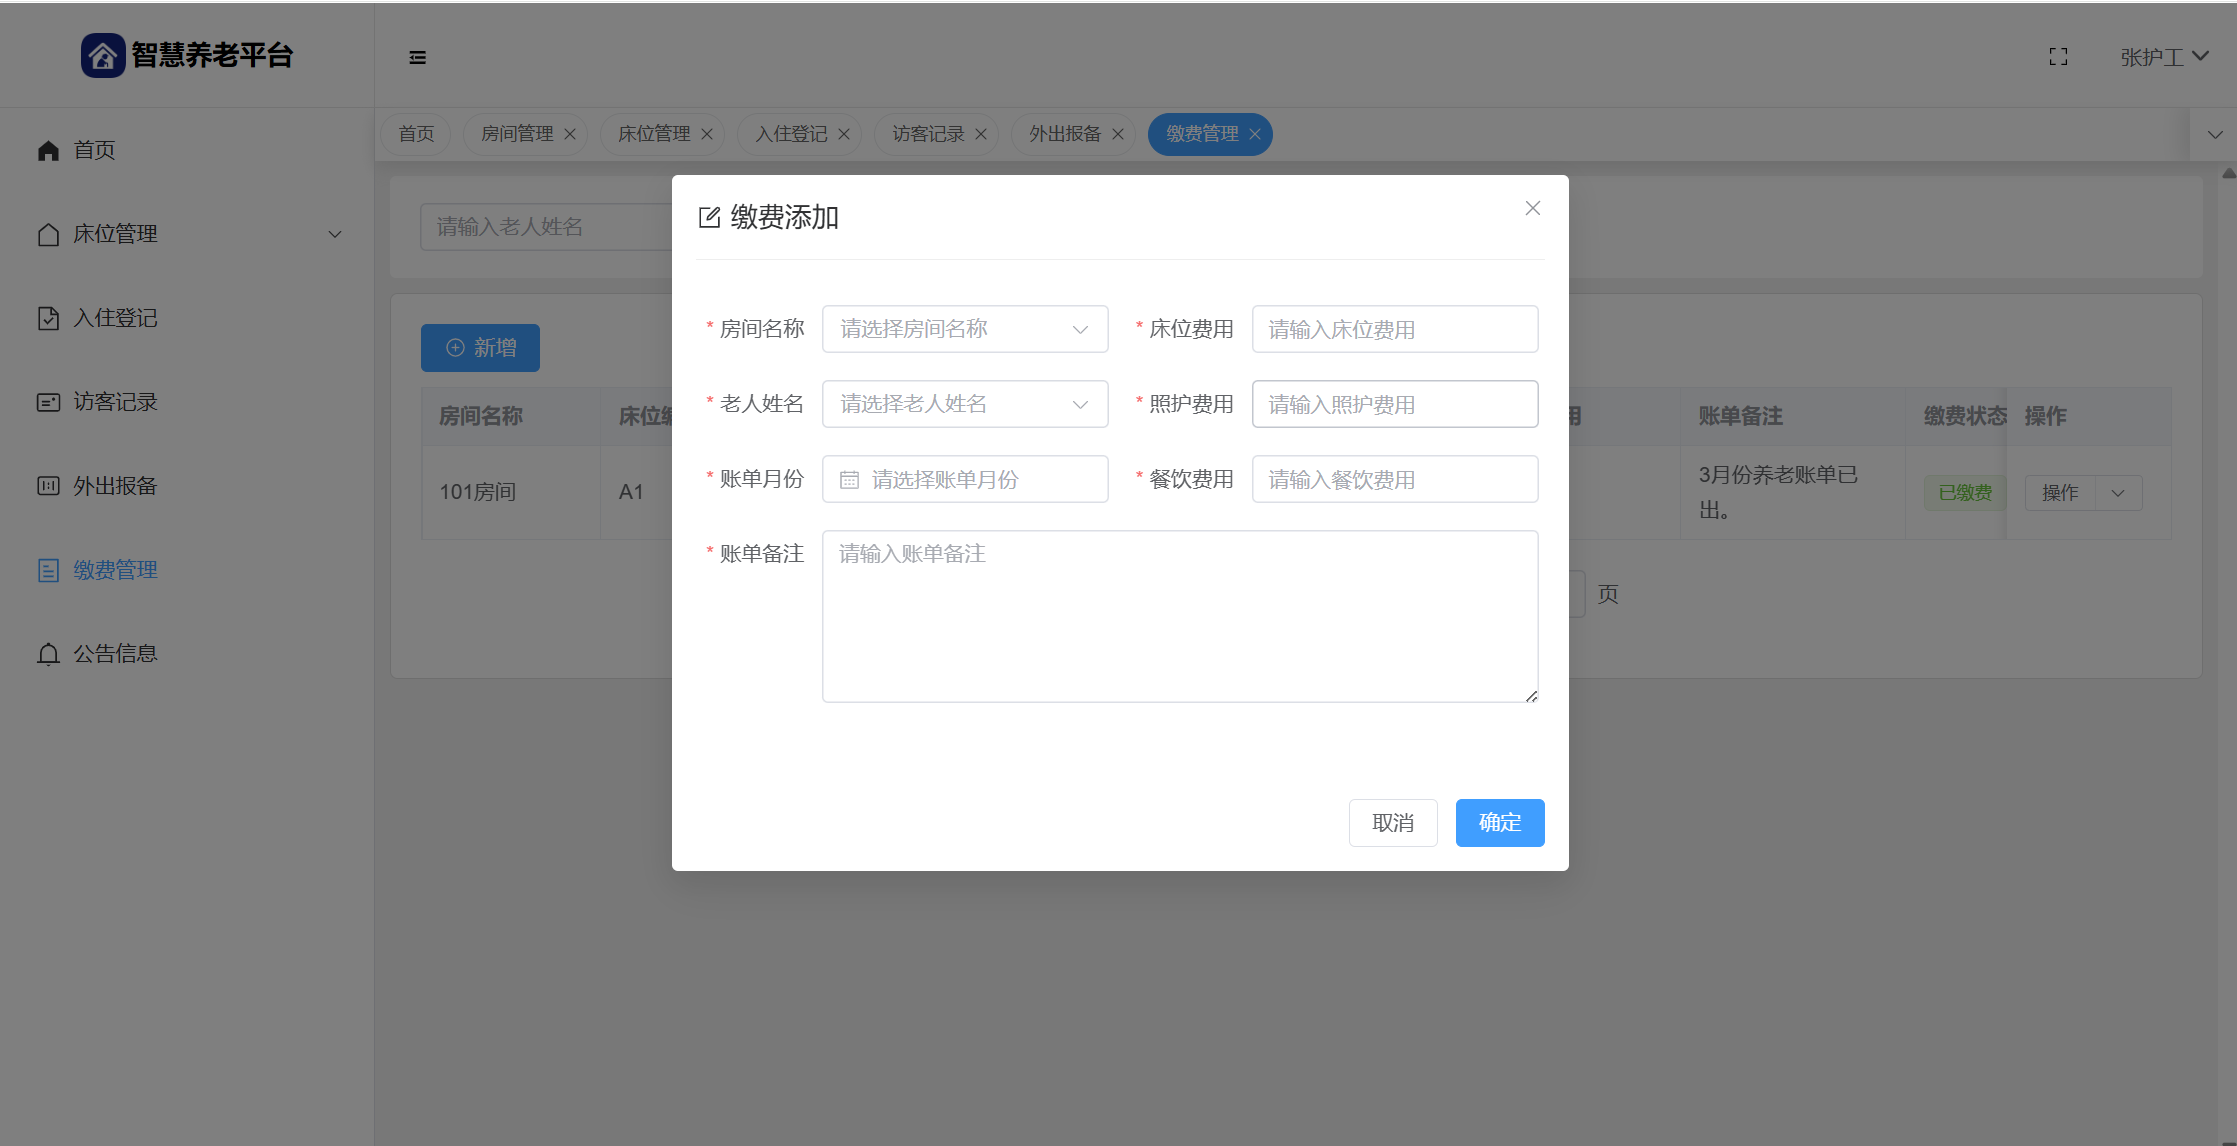 智慧养老平台
张护工
首页
房间管理
床位管理
入住登记
访客记录
外出报备
缴费管理
首页
床位管理
入住登记
访客记录
外出报备
缴费管理
公告信息
请输入老人姓名
新增
房间名称
床位编
用
账单备注
缴费状态
操作
101房间
A1
3月份养老账单已
出。
已缴费
操作
页
缴费添加
* 房间名称
请选择房间名称
* 床位费用
请输入床位费用
* 老人姓名
请选择老人姓名
* 照护费用
请输入照护费用
* 账单月份
请选择账单月份
* 餐饮费用
请输入餐饮费用
* 账单备注
请输入账单备注
取消
确定